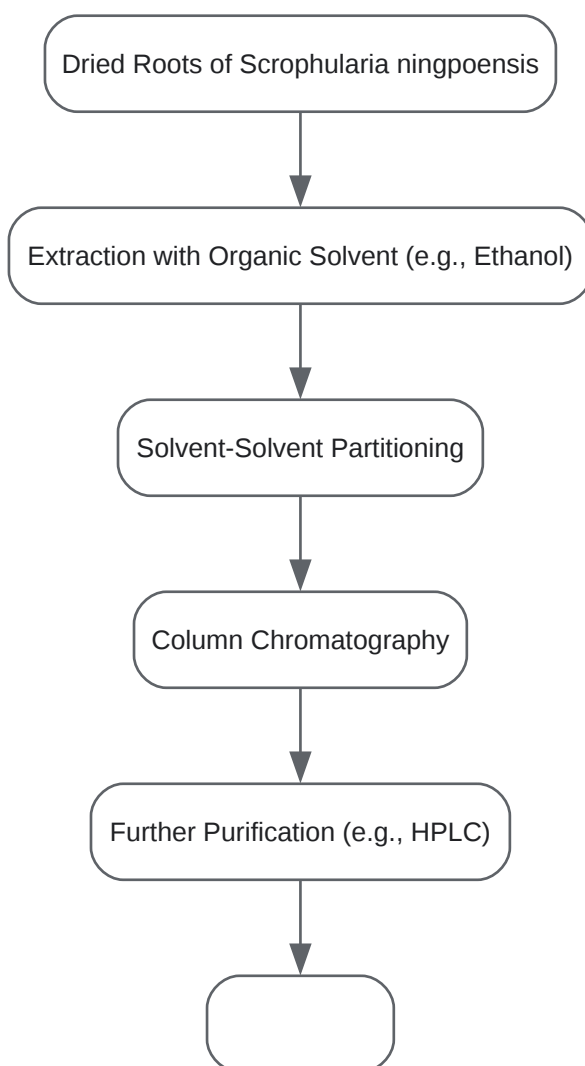 Dried Roots of Scrophularia ningpoensis
Extraction with Organic Solvent (e.g., Ethanol)
Solvent-Solvent Partitioning
Column Chromatography
Further Purification (e.g., HPLC)